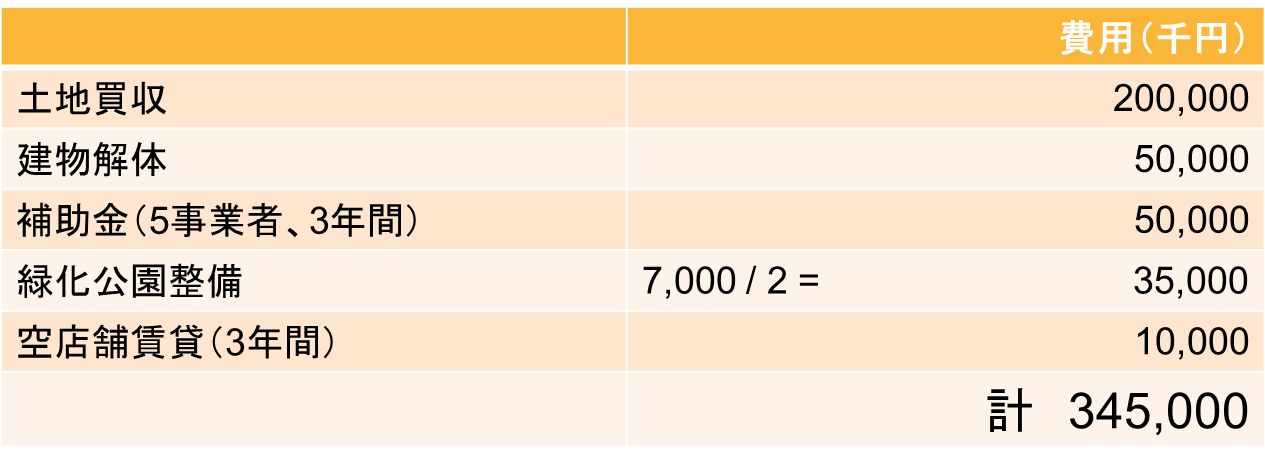 費用(千円)
土地買収 200,000
建物解体 50,000
補助金(5事業者、3年間) 50,000
緑化公園整備 7,000 / 2 = 35,000
空店舗賃貸(3年間) 10,000
計 345,000